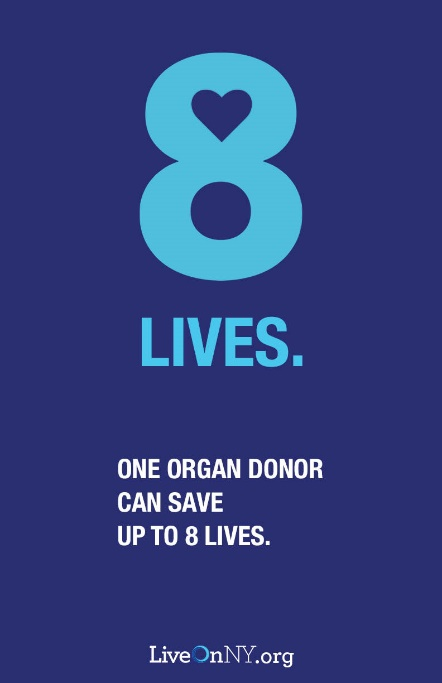 8
LIVES.
ONE ORGAN DONOR
CAN SAVE
UP TO 8 LIVES.
LiveOnNY.org